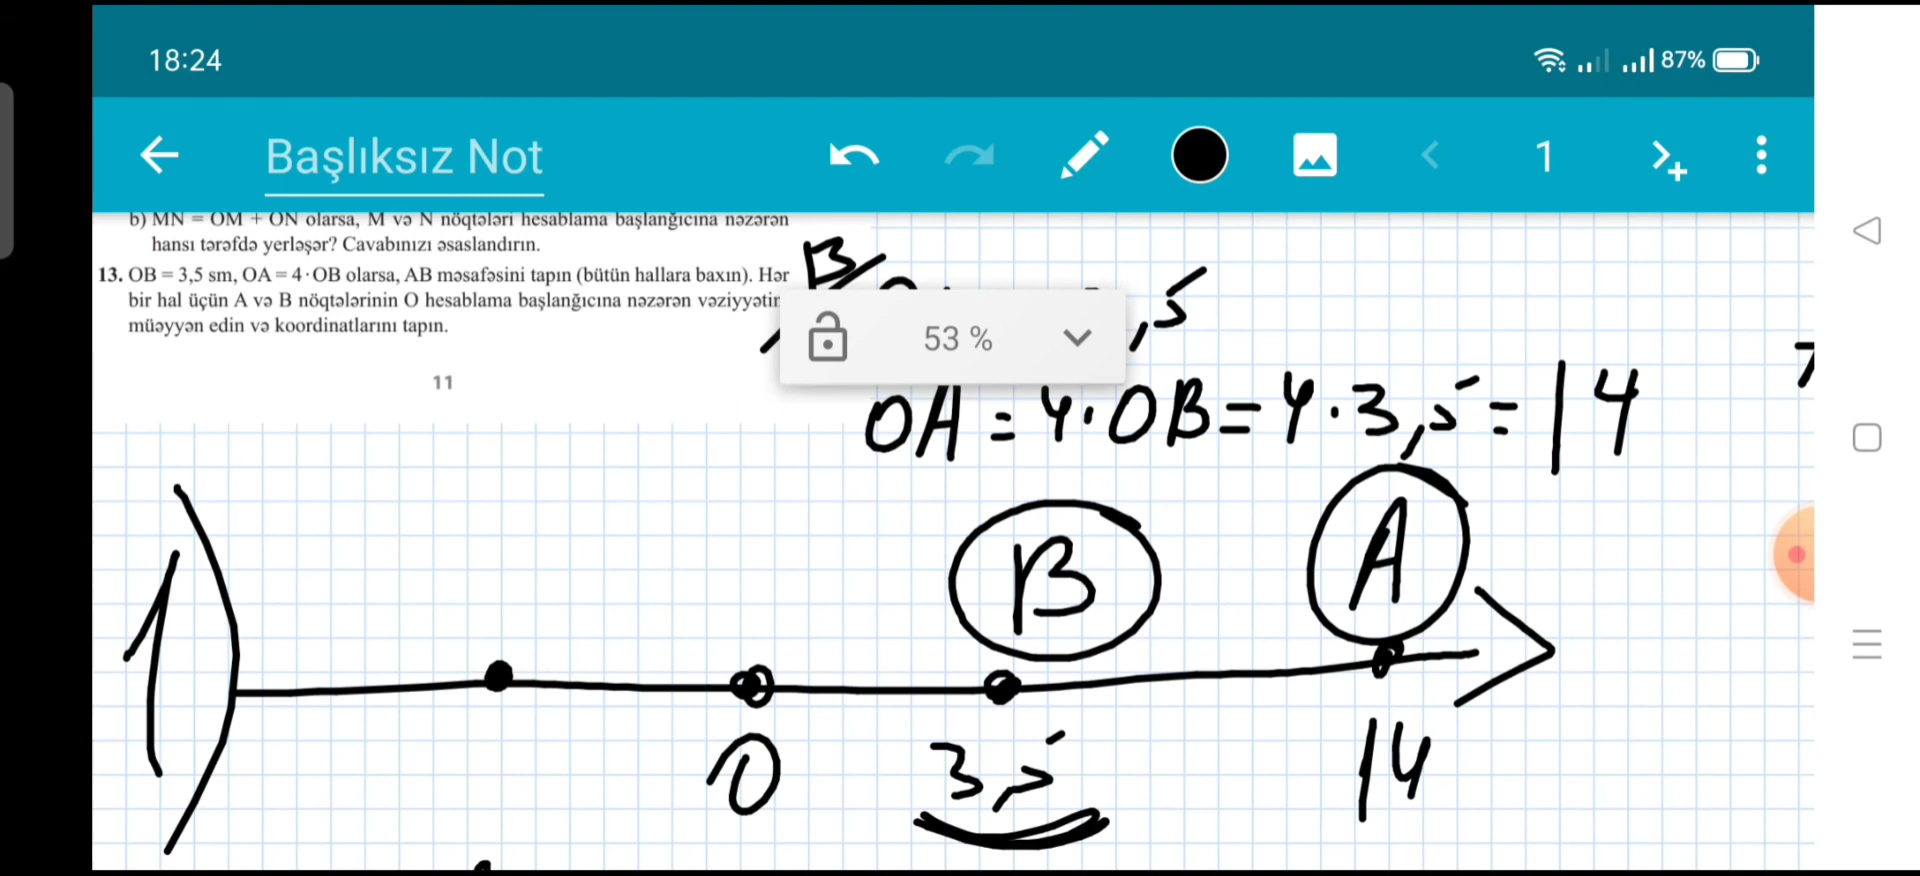 18:24
87%
Başlıksız Not
1
b) MN = OM + ON olarsa, M və N nöqtələri hesablama başlanğıcına nəzərən
hansı tərəfdə yerləşər? Cavabınızı əsaslandırın.
13. OB = 3,5 sm, OA = 4 · OB olarsa, AB məsafəsini tapın (bütün hallara baxın). Hər
bir hal üçün A və B nöqtələrinin O hesablama başlanğıcına nəzərən
müəyyən edin və koordinatlarını tapın.
11
B
,5
53 %
OA = 4·OB = 4·3,5 = 14
1)
B
A
0
3,5
14